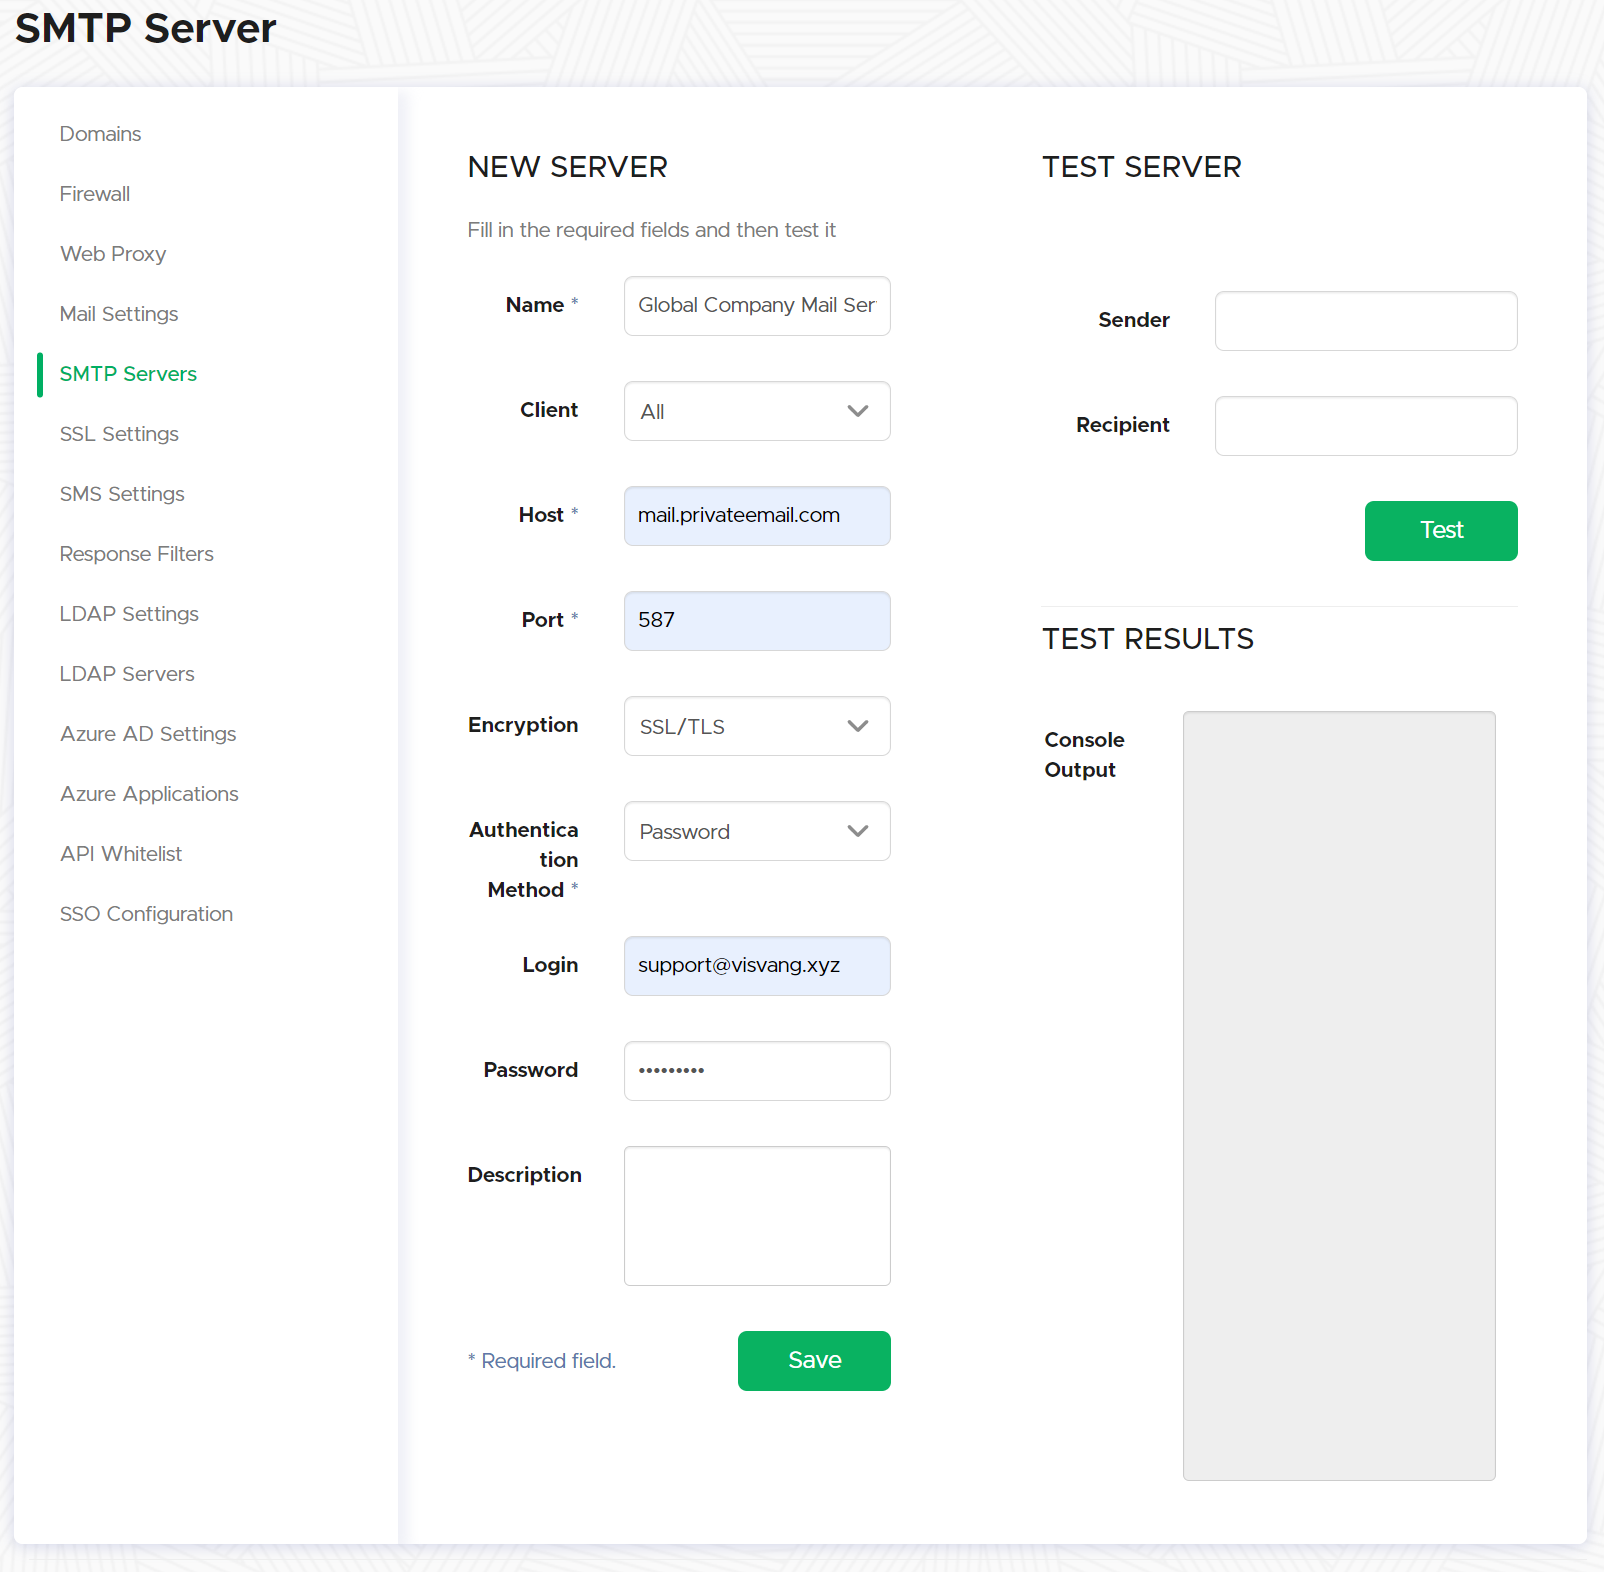 SMTP Server
Domains
Firewall
Web Proxy
Mail Settings
SMTP Servers
SSL Settings
SMS Settings
Response Filters
LDAP Settings
LDAP Servers
Azure AD Settings
Azure Applications
API Whitelist
SSO Configuration
NEW SERVER
Fill in the required fields and then test it
Name * Global Company Mail Ser
Client All
Host * mail.privateemail.com
Port * 587
Encryption SSL/TLS
Authentica Password
tion
Method *
Login support@visvang.xyz
Password •••••••••
Description
* Required field. Save
TEST SERVER
Sender
Recipient
Test
TEST RESULTS
Console
Output